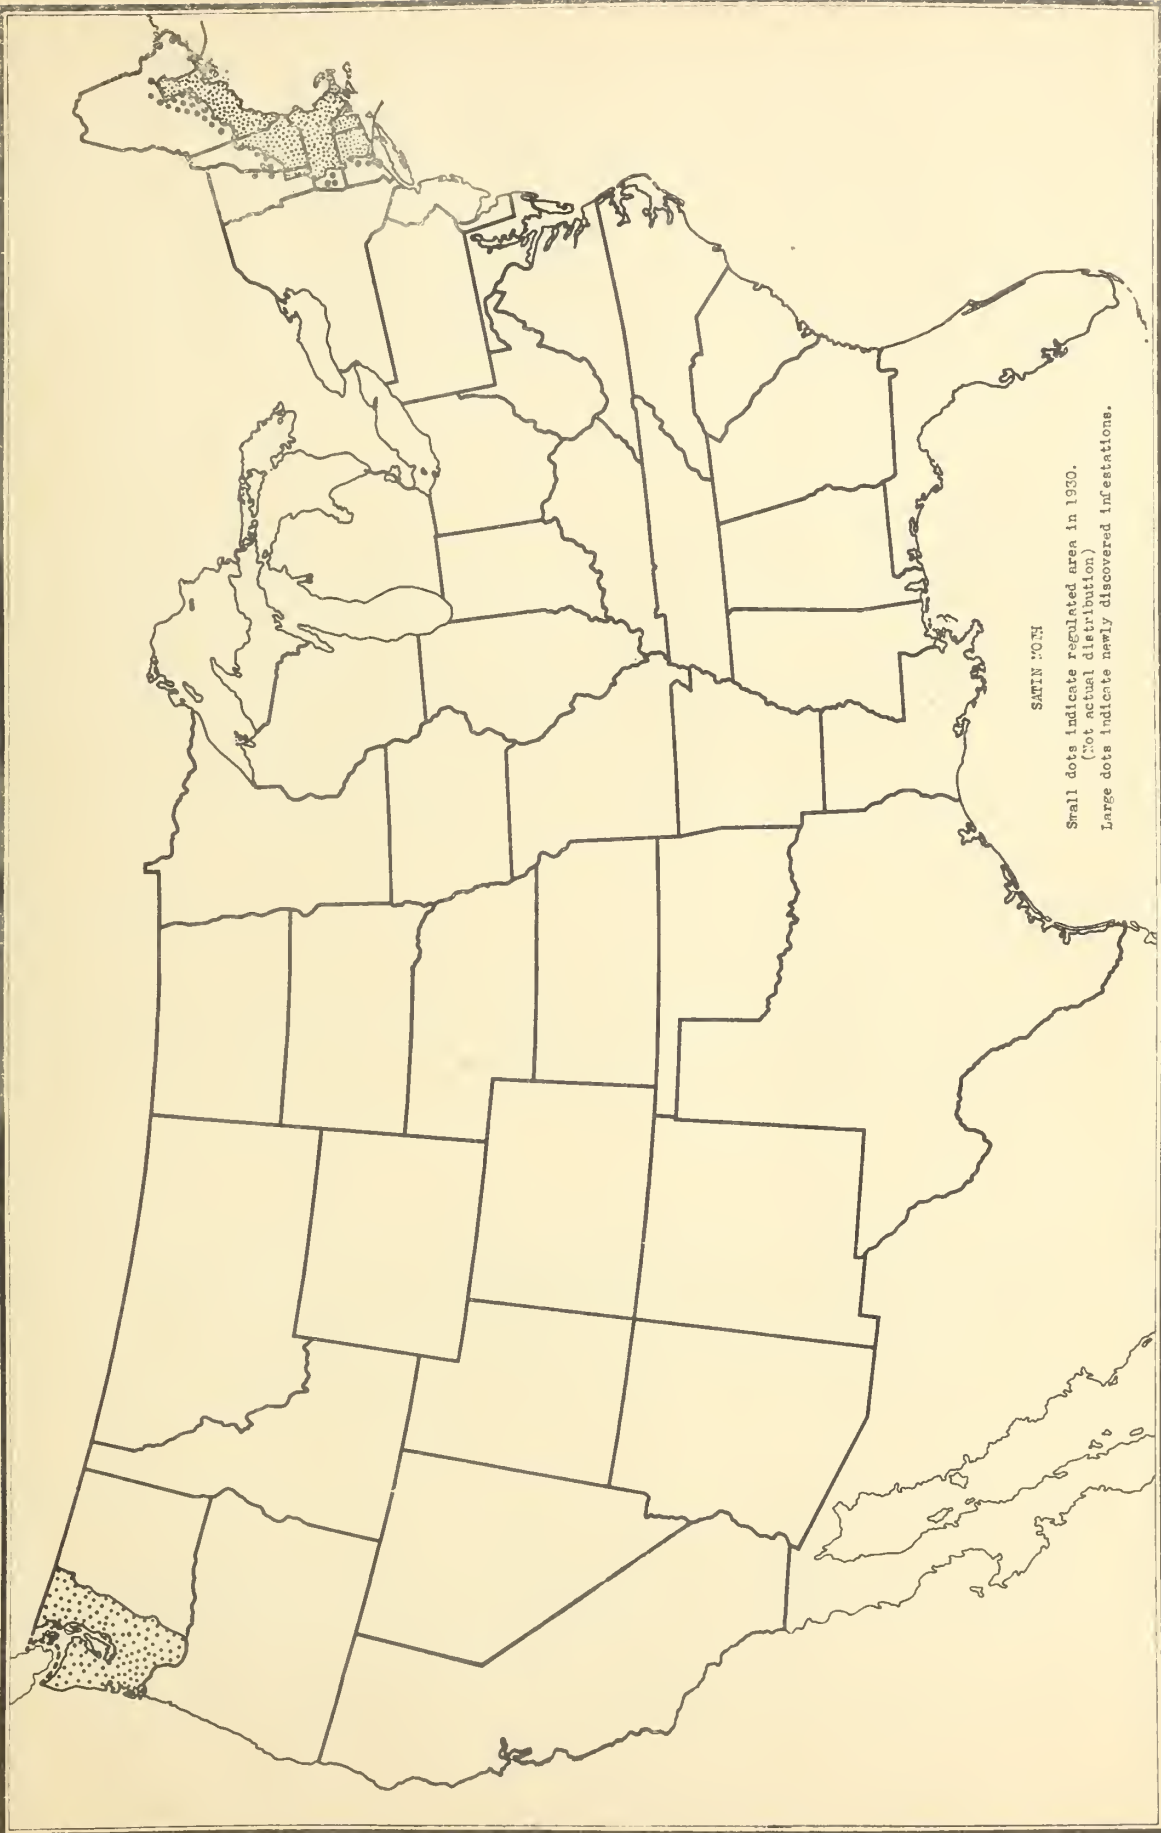 SATIN MOTH
Small dots indicate regulated area in 1930.
(Not actual distribution)
Large dots indicate newly discovered infestations.